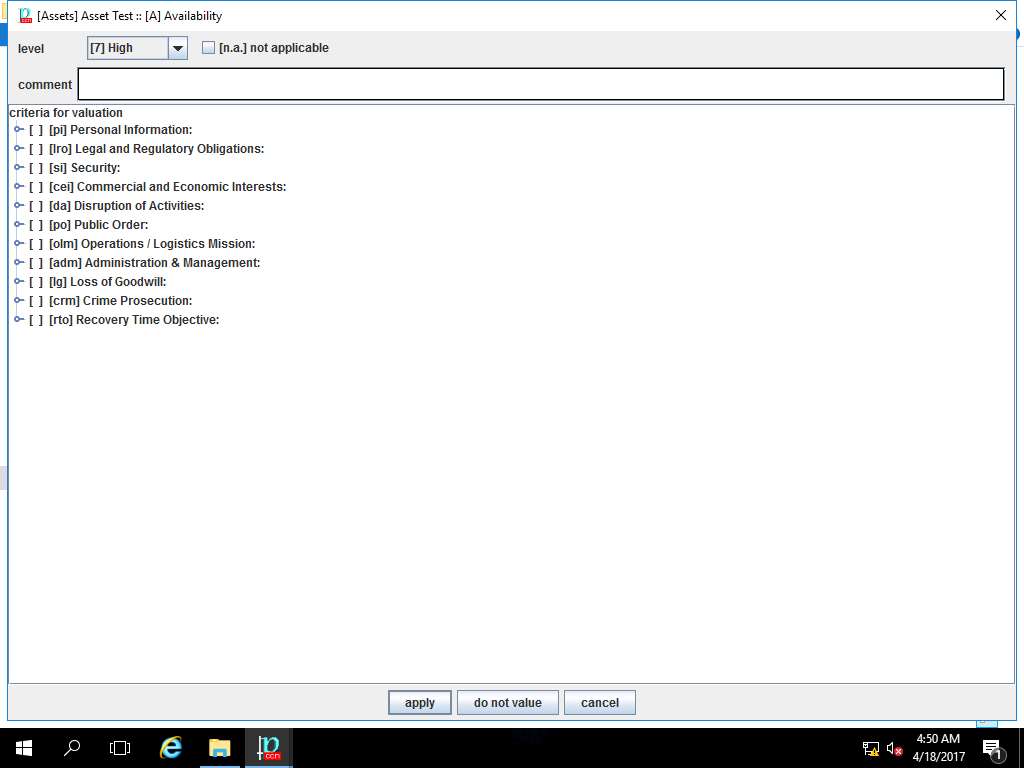 [Assets] Asset Test :: [A] Availability
level [7] High [n.a.] not applicable
comment
criteria for valuation
[ ] [pi] Personal Information:
[ ] [lro] Legal and Regulatory Obligations:
[ ] [si] Security:
[ ] [cei] Commercial and Economic Interests:
[ ] [da] Disruption of Activities:
[ ] [po] Public Order:
[ ] [olm] Operations / Logistics Mission:
[ ] [adm] Administration & Management:
[ ] [lg] Loss of Goodwill:
[ ] [crm] Crime Prosecution:
[ ] [rto] Recovery Time Objective:
apply do not value cancel
4:50 AM
4/18/2017
1